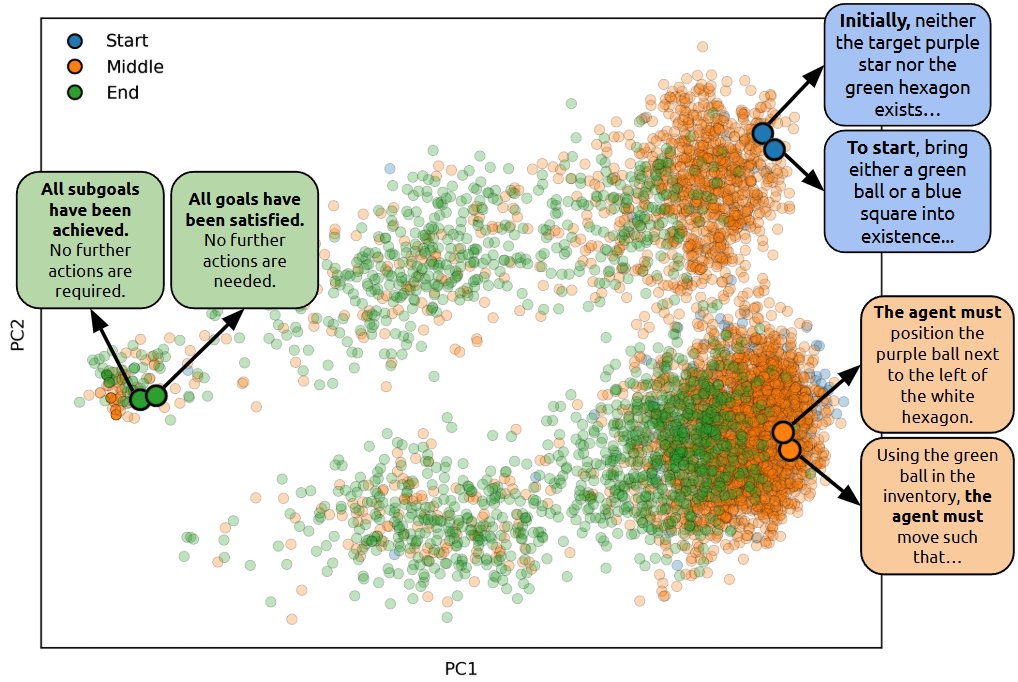 Start
Middle
End
Initially, neither
the target purple
star nor the
green hexagon
exists…
To start, bring
either a green
ball or a blue
square into
existence...
All subgoals
have been
achieved.
No further
actions are
required.
All goals have
been satisfied.
No further
actions are
needed.
The agent must
position the
purple ball next
to the left of
the white
hexagon.
Using the green
ball in the
inventory, the
agent must
move such
that…
PC2
PC1